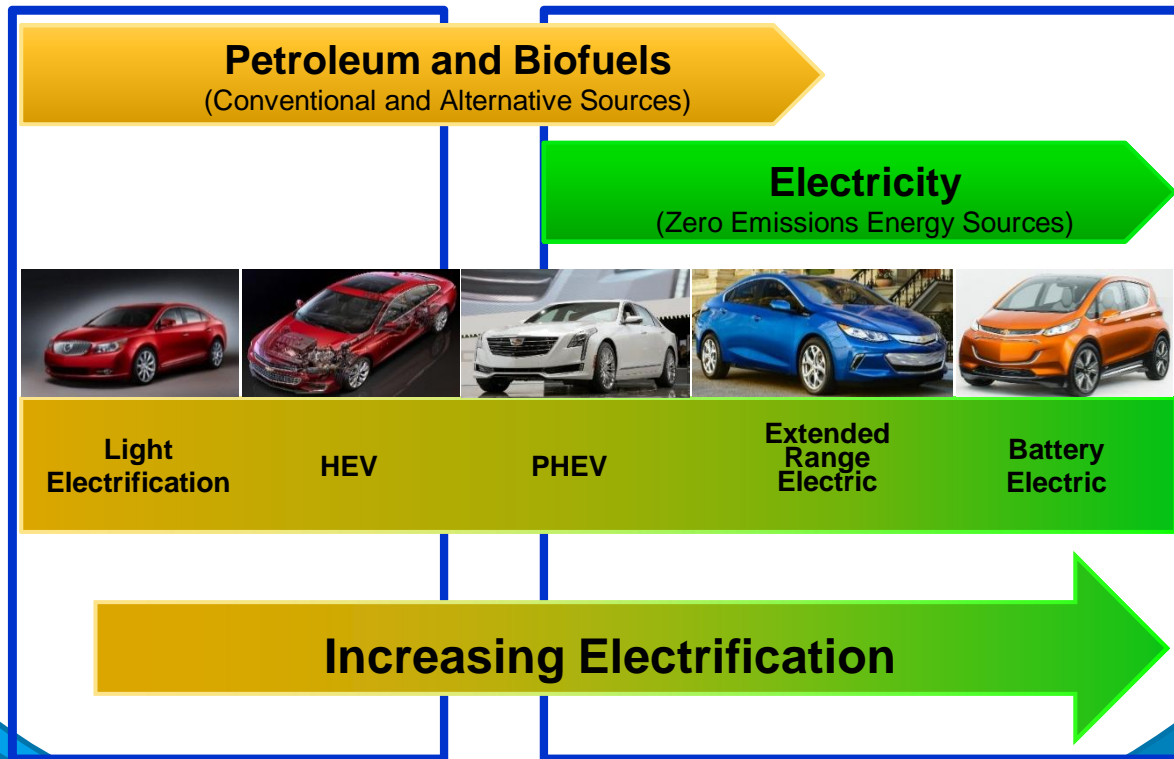 Petroleum and Biofuels
(Conventional and Alternative Sources)
Electricity
(Zero Emissions Energy Sources)
Light
Electrification
HEV
PHEV
Extended
Range
Electric
Battery
Electric
Increasing Electrification